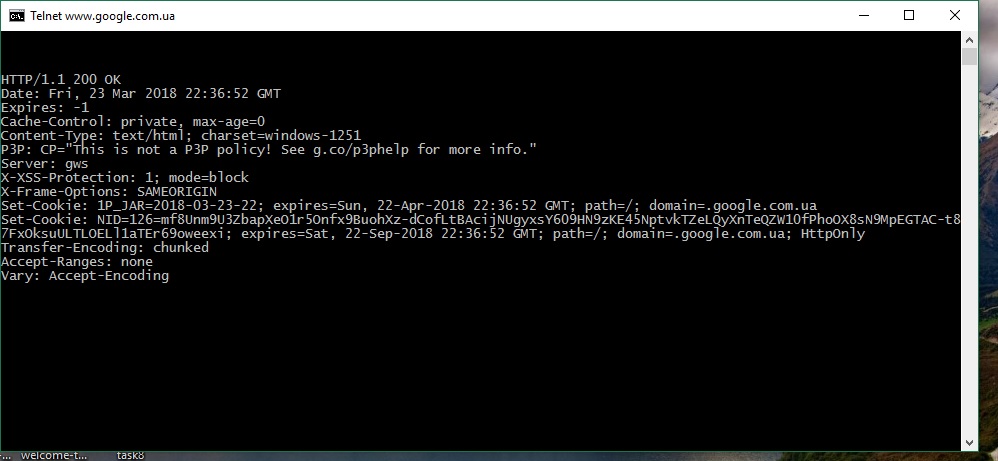 Telnet www.google.com.ua
HTTP/1.1 200 OK
Date: Fri, 23 Mar 2018 22:36:52 GMT
Expires: -1
Cache-Control: private, max-age=0
Content-Type: text/html; charset=windows-1251
P3P: CP="This is not a P3P policy! See g.co/p3phelp for more info."
Server: gws
X-XSS-Protection: 1; mode=block
X-Frame-Options: SAMEORIGIN
Set-Cookie: 1P_JAR=2018-03-23-22; expires=Sun, 22-Apr-2018 22:36:52 GMT; path=/; domain=.google.com.ua
Set-Cookie: NID=126=mf8Unm9U3ZbapXeO1r5Onfx9BuohXz-dCofLtBAcijNUgyxsY6O9HN9zKE45NptvkTZeLQyXnTeQZW1OfPhoOX8sN9MpEGTAC-t8
7FxOksuULTLOELl1aTEr69oweexi; expires=Sat, 22-Sep-2018 22:36:52 GMT; path=/; domain=.google.com.ua; HttpOnly
Transfer-Encoding: chunked
Accept-Ranges: none
Vary: Accept-Encoding
-... welcome-t... task8